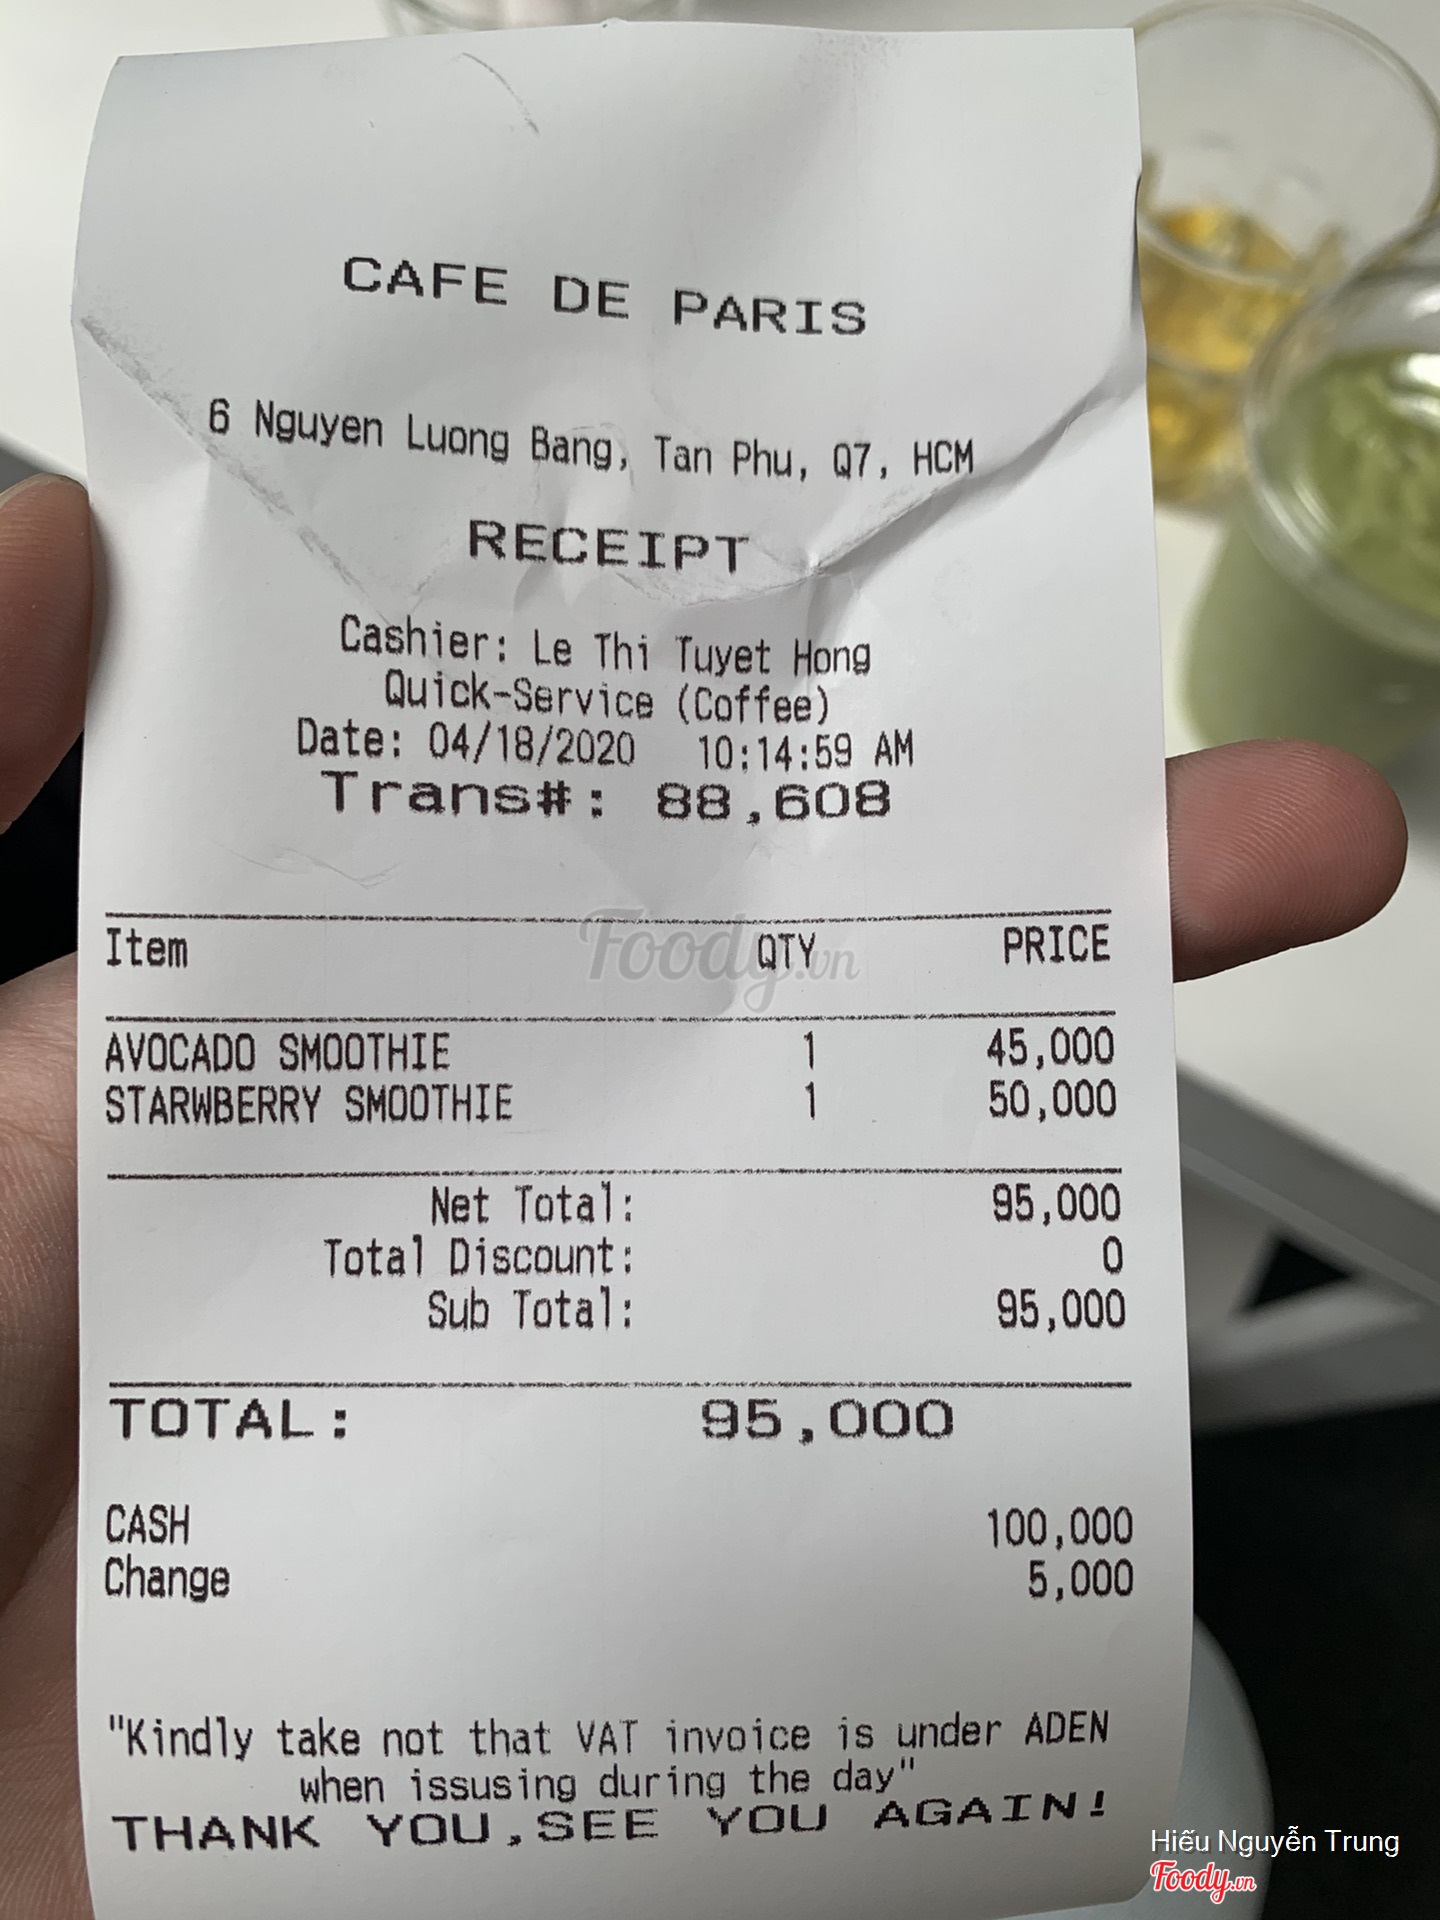 CAFE DE PARIS
6 Nguyen Luong Bang, Tan Phu, Q7, HCM
RECEIPT
Cashier: Le Thi Tuyet Hong
Quick-Service (Coffee)
Date: 04/18/2020 10:14:59 AM
Trans#: 88,608
Foody.vn
Item QTY PRICE
AVOCADO SMOOTHIE 1 45,000
STARWBERRY SMOOTHIE 1 50,000
Net Total: 95,000
Total Discount: 0
Sub Total: 95,000
TOTAL: 95,000
CASH 100,000
Change 5,000
"Kindly take not that VAT invoice is under ADEN
when issusing during the day"
THANK YOU,SEE YOU AGAIN!
Hiếu Nguyễn Trung
Foody.vn